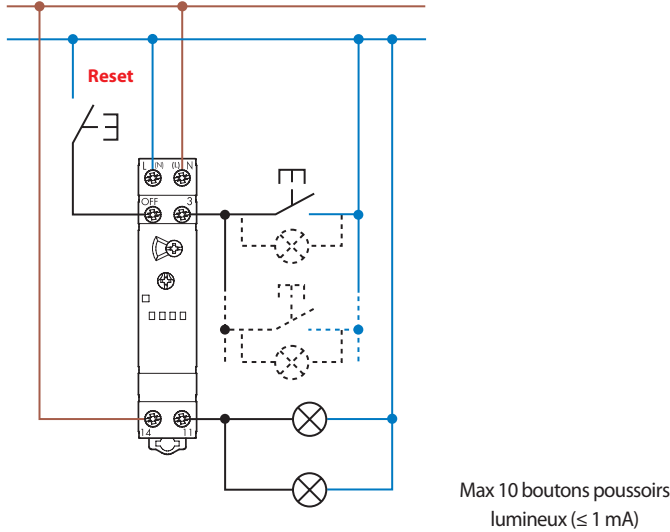 Reset
L (N) (L) N
OFF 3
14 11
Max 10 boutons poussoirs
lumineux (≤ 1 mA)